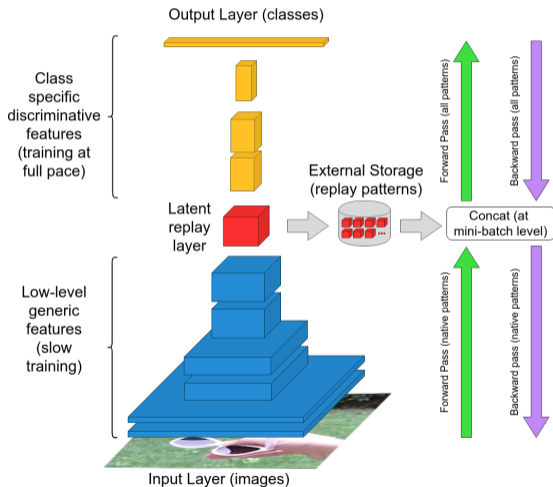 Output Layer (classes)
Class
specific
discriminative
features
(training at
full pace)
Latent
replay
layer
External Storage
(replay patterns)
Low-level
generic
features
(slow
training)
Input Layer (images)
Forward Pass (all patterns)
Backward pass (all patterns)
Concat (at
mini-batch level)
Forward Pass (native patterns)
Backward pass (native patterns)